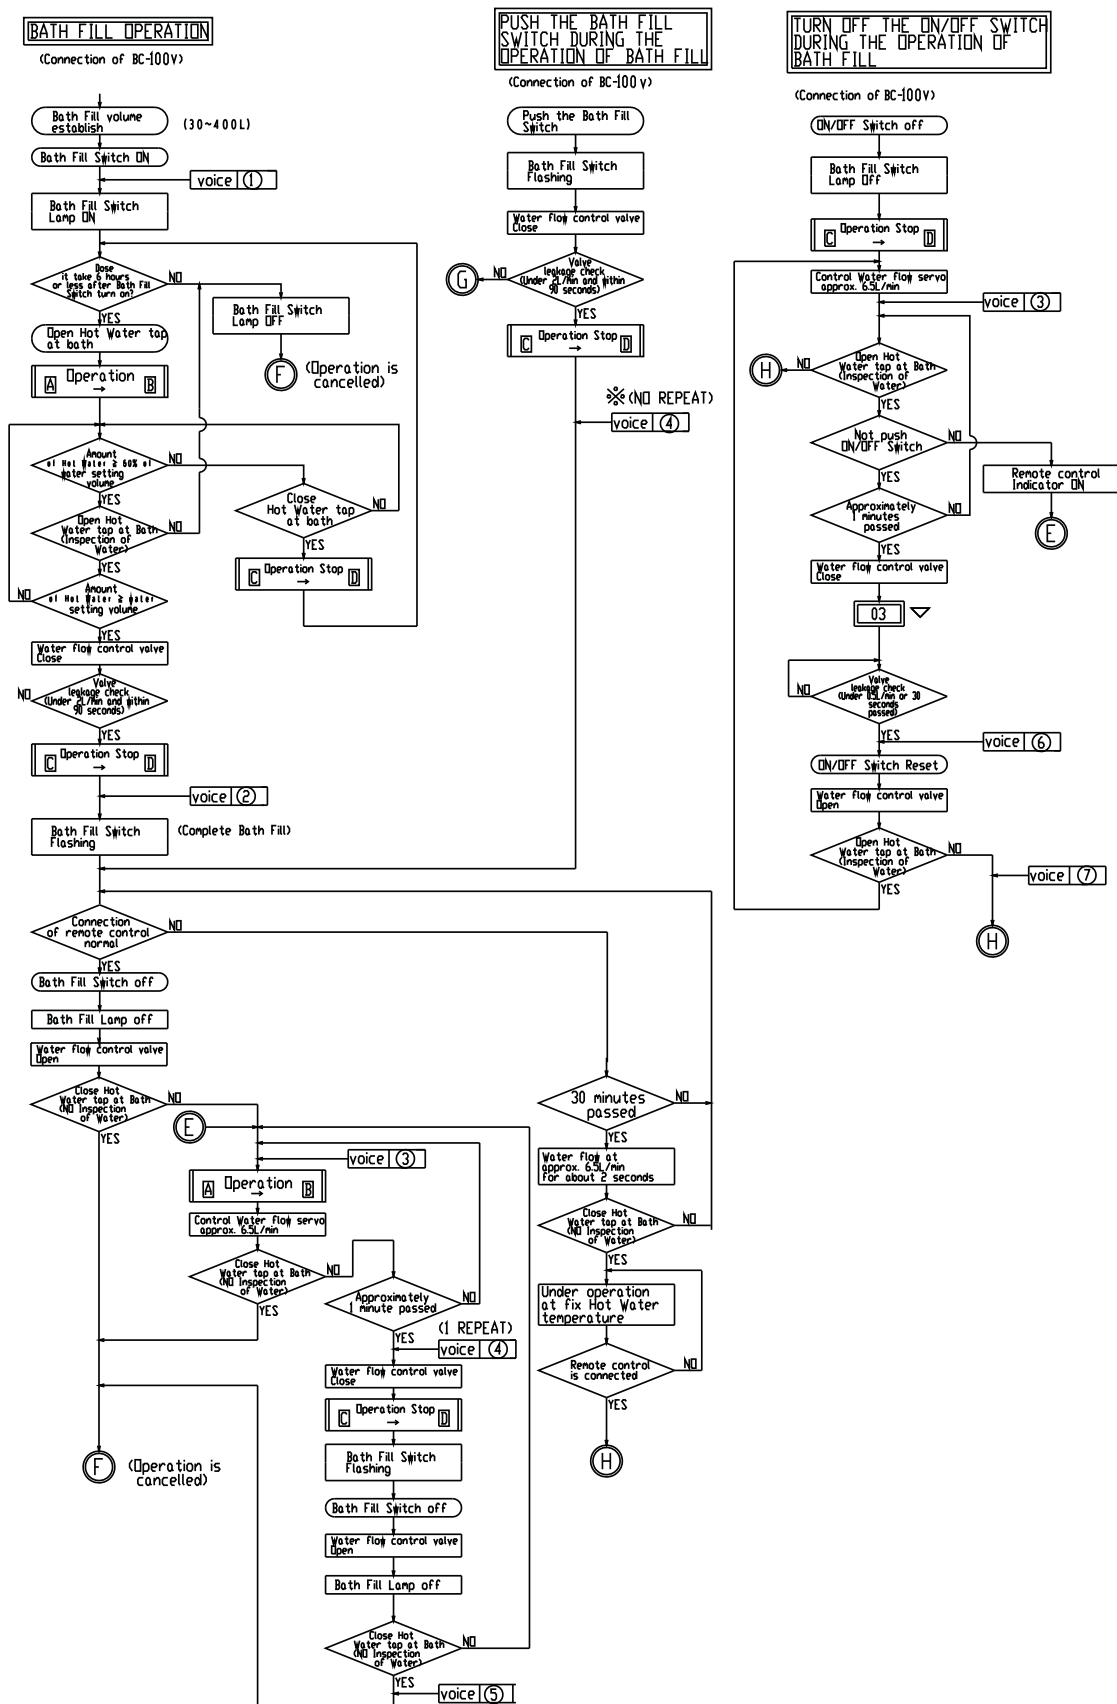 BATH FILL OPERATION
(Connection of BC-100V)
Bath Fill volume
establish
(30~400L)
Bath Fill Switch ON
voice ①
Bath Fill Switch
Lamp ON
Dose
it take 6 hours
or less after Bath Fill
Switch turn on?
NO
YES
Bath Fill Switch
Lamp OFF
F
(Operation is
cancelled)
Open Hot Water tap
at bath
A Operation B
→
Amount
of Hot Water ≥ 60% of
water setting
volume
NO
YES
Close
Hot Water tap
at bath
NO
YES
C Operation Stop D
→
Open Hot
Water tap at Bath
(Inspection of
Water)
NO
YES
Amount
of Hot Water ≥ water
setting volume
NO
YES
Water flow control valve
Close
Valve
leakage check
(Under 2L/min and within
90 seconds)
NO
YES
C Operation Stop D
→
voice ②
Bath Fill Switch
Flashing
(Complete Bath Fill)
Connection
of remote control
normal
NO
YES
Bath Fill Switch off
Bath Fill Lamp off
Water flow control valve
Open
Close Hot
Water tap at Bath
(NO Inspection
of Water)
NO
YES
E
voice ③
A Operation B
→
Control Water flow servo
approx. 6.5L/min
Close Hot
Water tap at Bath
(NO Inspection
of Water)
NO
YES
Approximately
1 minute passed
NO
YES
(1 REPEAT)
voice ④
Water flow control valve
Close
C Operation Stop D
→
Bath Fill Switch
Flashing
Bath Fill Switch off
Water flow control valve
Open
Bath Fill Lamp off
Close Hot
Water tap at Bath
(NO Inspection
of Water)
NO
YES
voice ⑤
F
(Operation is
cancelled)
30 minutes
passed
NO
YES
Water flow at
approx. 6.5L/min
for about 2 seconds
Close Hot
Water tap at Bath
(NO Inspection
of Water)
NO
YES
Under operation
at fix Hot Water
temperature
Remote control
is connected
NO
YES
H
PUSH THE BATH FILL
SWITCH DURING THE
OPERATION OF BATH FILL
(Connection of BC-100V)
Push the Bath Fill
Switch
Bath Fill Switch
Flashing
Water flow control valve
Close
Valve
leakage check
(Under 2L/min and within
90 seconds)
NO
G
YES
C Operation Stop D
→
※(NO REPEAT)
voice ④
TURN OFF THE ON/OFF SWITCH
DURING THE OPERATION OF
BATH FILL
(Connection of BC-100V)
ON/OFF Switch off
Bath Fill Switch
Lamp Off
C Operation Stop D
→
Control Water flow servo
approx. 6.5L/min
voice ③
Open Hot
Water tap at Bath
(Inspection of
Water)
NO
H
YES
Not push
ON/OFF Switch
NO
YES
Remote control
Indicator ON
E
Approximately
1 minutes
passed
NO
YES
Water flow control valve
Close
03 ▽
Valve
leakage check
(Under 0.5L/min or 30
seconds
passed)
NO
YES
voice ⑥
ON/OFF Switch Reset
Water flow control valve
Open
Open Hot
Water tap at Bath
(Inspection of
Water)
NO
YES
voice ⑦
H